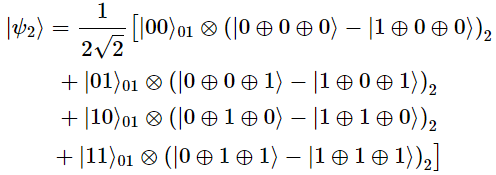 |ψ₂⟩ = 1/(2√2) [|00⟩₀₁ ⊗ (|0 ⊕ 0 ⊕ 0⟩ − |1 ⊕ 0 ⊕ 0⟩)₂
+ |01⟩₀₁ ⊗ (|0 ⊕ 0 ⊕ 1⟩ − |1 ⊕ 0 ⊕ 1⟩)₂
+ |10⟩₀₁ ⊗ (|0 ⊕ 1 ⊕ 0⟩ − |1 ⊕ 1 ⊕ 0⟩)₂
+ |11⟩₀₁ ⊗ (|0 ⊕ 1 ⊕ 1⟩ − |1 ⊕ 1 ⊕ 1⟩)₂]